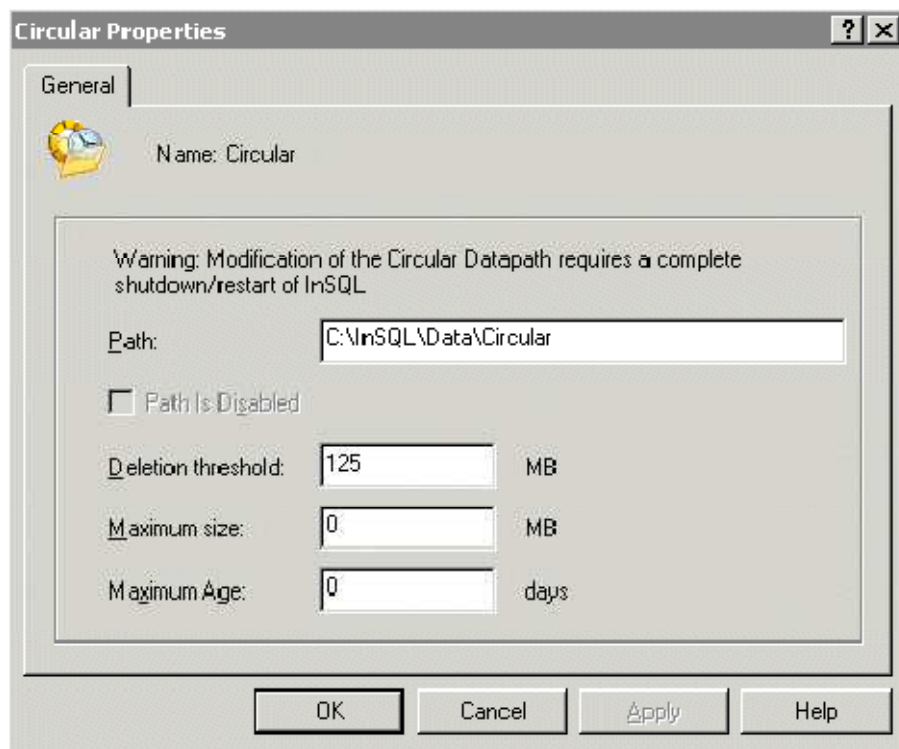 Circular Properties
General
Name: Circular
Warning: Modification of the Circular Datapath requires a complete
shutdown/restart of InSQL
Path: C:\InSQL\Data\Circular
Path Is Disabled
Deletion threshold: 125 MB
Maximum size: 0 MB
Maximum Age: 0 days
OK Cancel Apply Help